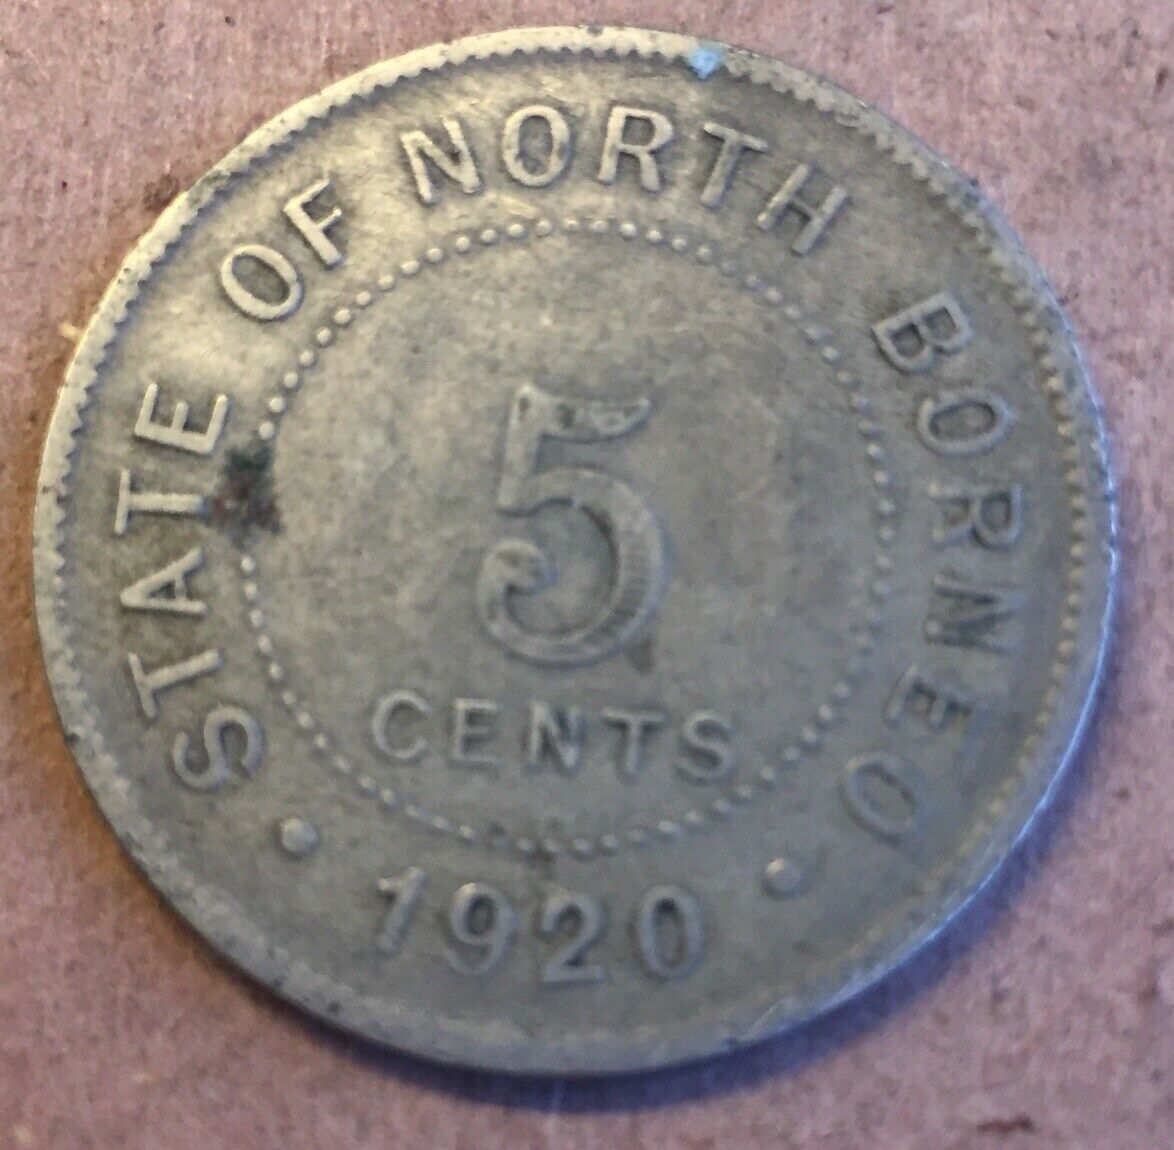 STATE OF NORTH BORNEO
5
CENTS
• 1920 •